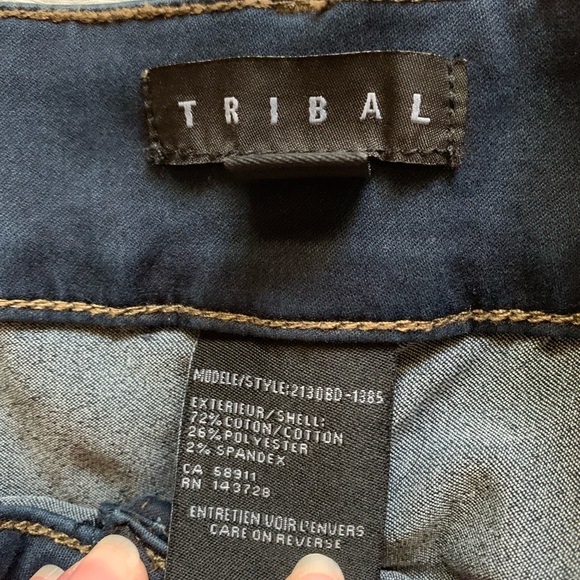 TRIBAL
MODELE/STYLE:2130BD-1385
EXTERIEUR/SHELL:
72% COTON/COTTON
26% POLYESTER
2% SPANDEX
CA 58911
RN 143728
ENTRETIEN VOIR L'ENVERS
CARE ON REVERSE